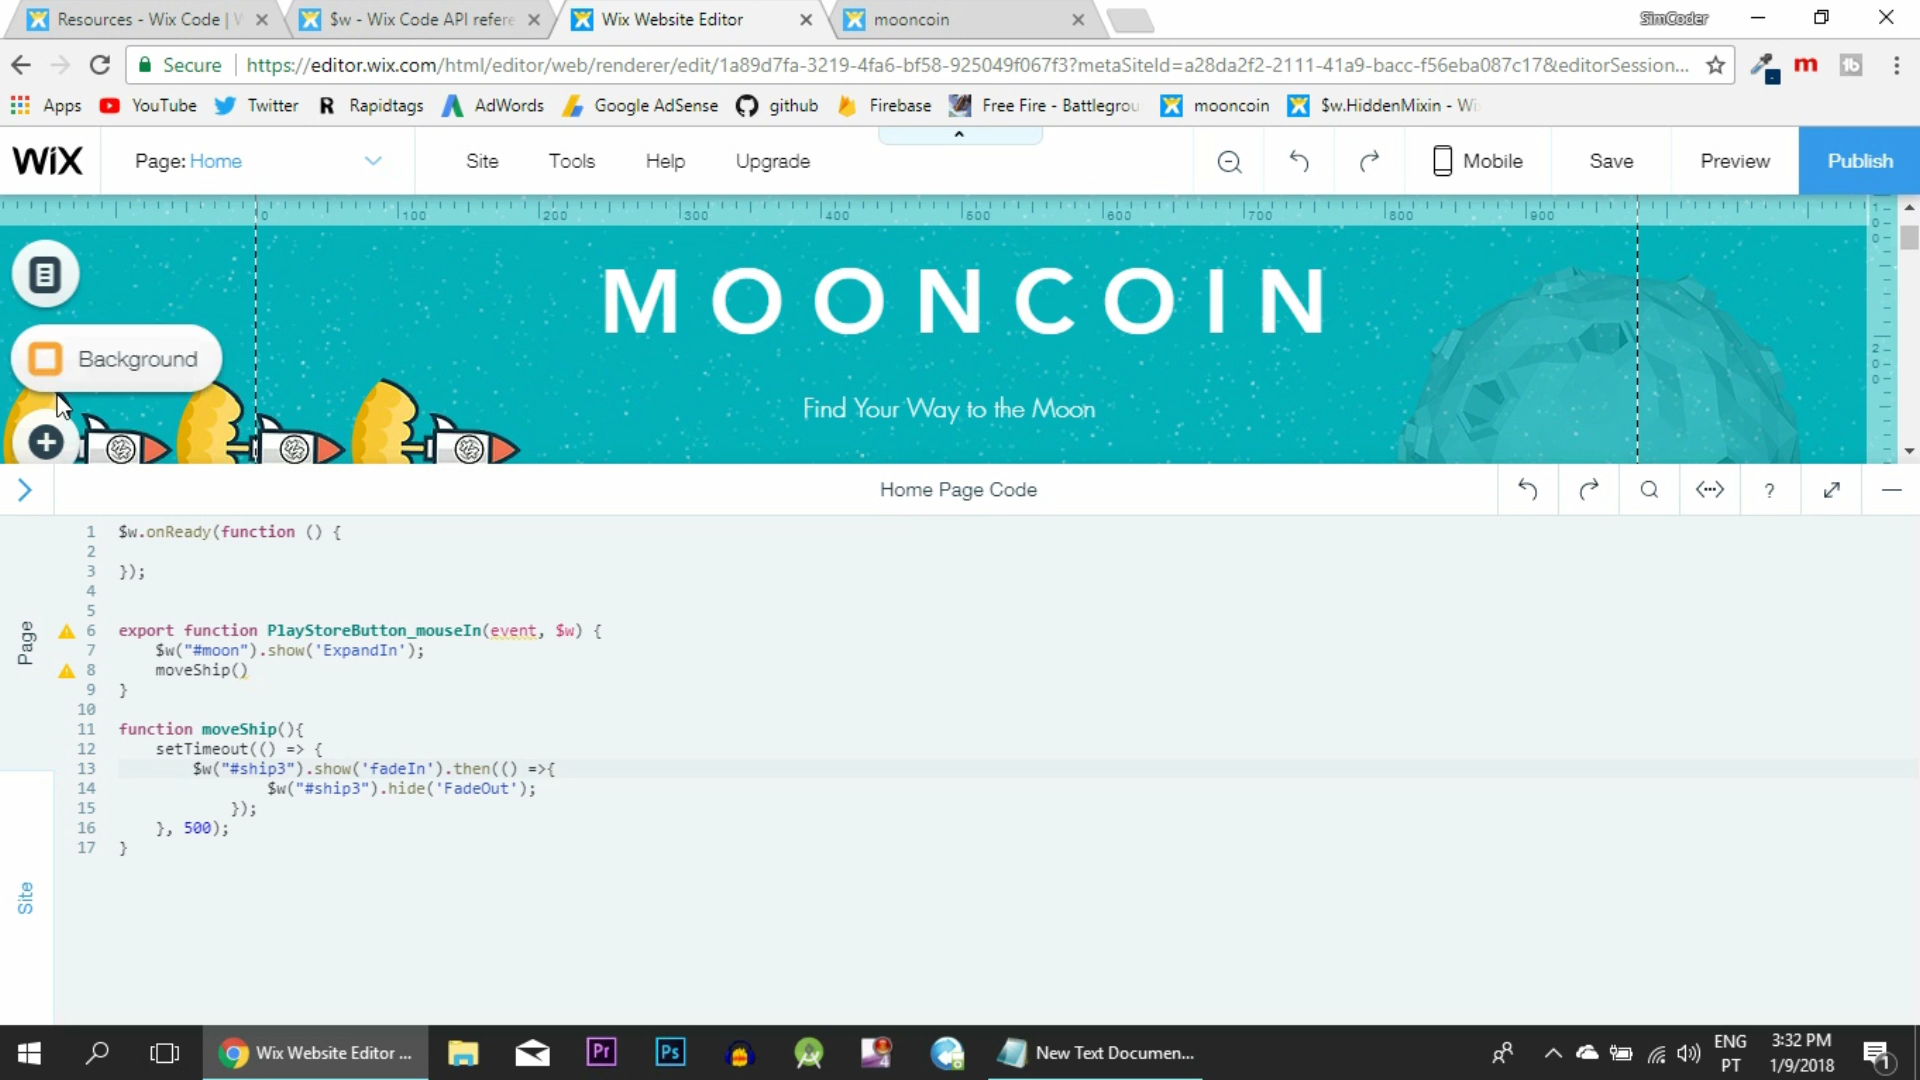 Resources - Wix Code |
$w - Wix Code API refere
Wix Website Editor
mooncoin
SimCoder
Secure
https://editor.wix.com/html/editor/web/renderer/edit/1a89d7fa-3219-4fa6-bf58-925049f067f3?metaSiteId=a28da2f2-2111-41a9-bacc-f56eba087c17&editorSession...
m
Apps
YouTube
Twitter
R Rapidtags
AdWords
Google AdSense
github
Firebase
Free Fire - Battlegrou
mooncoin
$w.HiddenMixin - Wi
WiX
Page: Home
Site
Tools
Help
Upgrade
Mobile
Save
Preview
Publish
0 100 200 300 400 500 600 700 800 900
MOONCOIN
Background
Find Your Way to the Moon
Home Page Code
?
Page
Site
1 $w.onReady(function () {
2
3 });
4
5
6 export function PlayStoreButton_mouseIn(event, $w) {
7 $w("#moon").show('ExpandIn');
8 moveShip()
9 }
10
11 function moveShip(){
12 setTimeout(() => {
13 $w("#ship3").show('fadeIn').then(() =>{
14 $w("#ship3").hide('FadeOut');
15 });
16 }, 500);
17 }
Wix Website Editor ...
Pr
Ps
New Text Documen...
ENG
PT
3:32 PM
1/9/2018
1